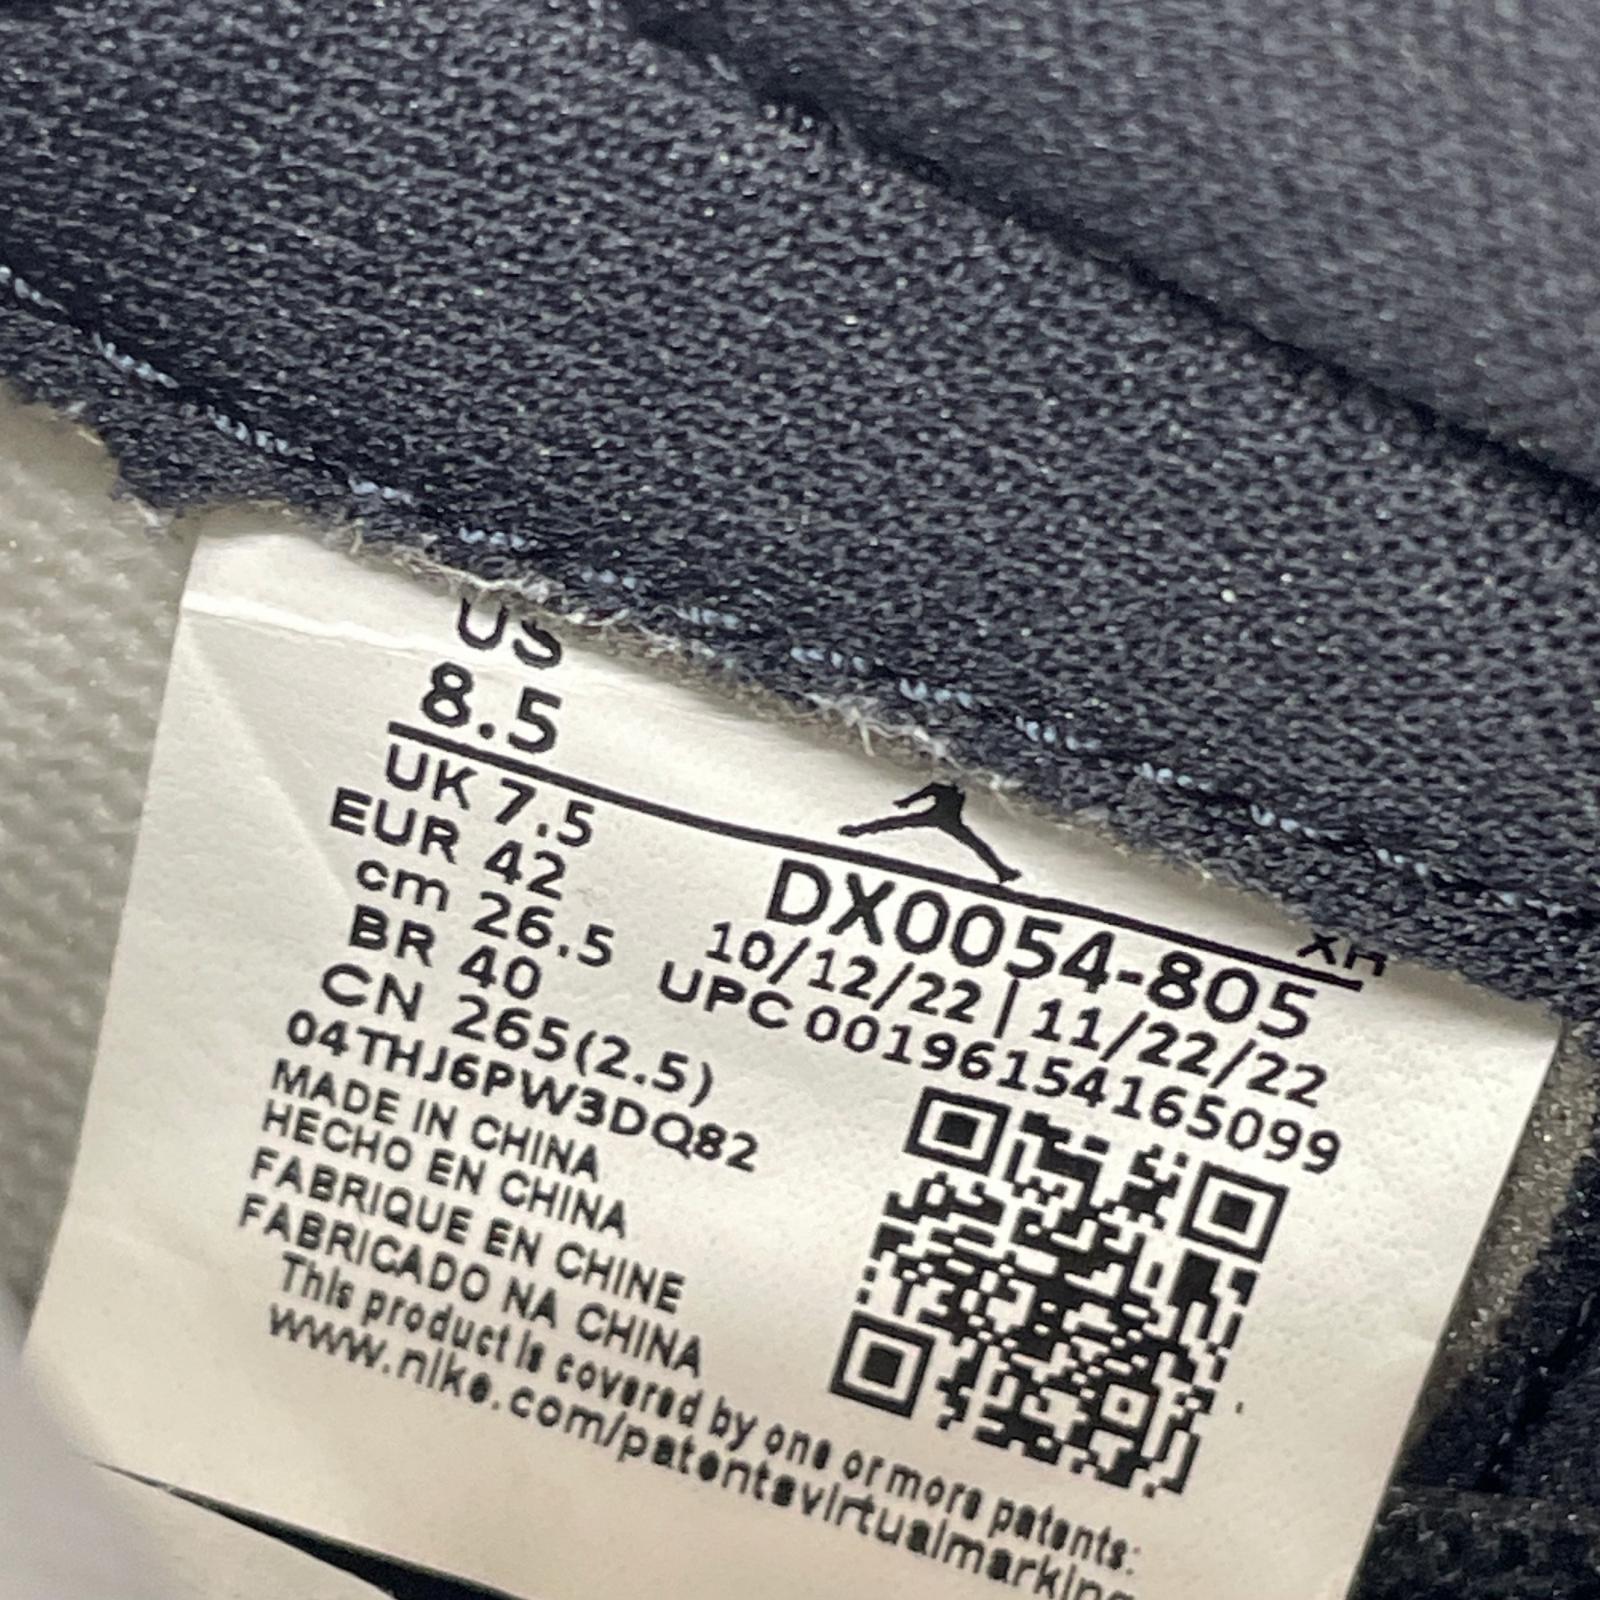 US
8.5
UK 7.5
EUR 42
cm 26.5
BR 40
CN 265(2.5)
04THJ6PW3DQ82
MADE IN CHINA
HECHO EN CHINA
FABRIQUE EN CHINE
FABRICADO NA CHINA
XH
DX0054-805
10/12/22 | 11/22/22
UPC 00196154165099
This product is covered by one or more patents:
www.nike.com/patentsvirtualmarking